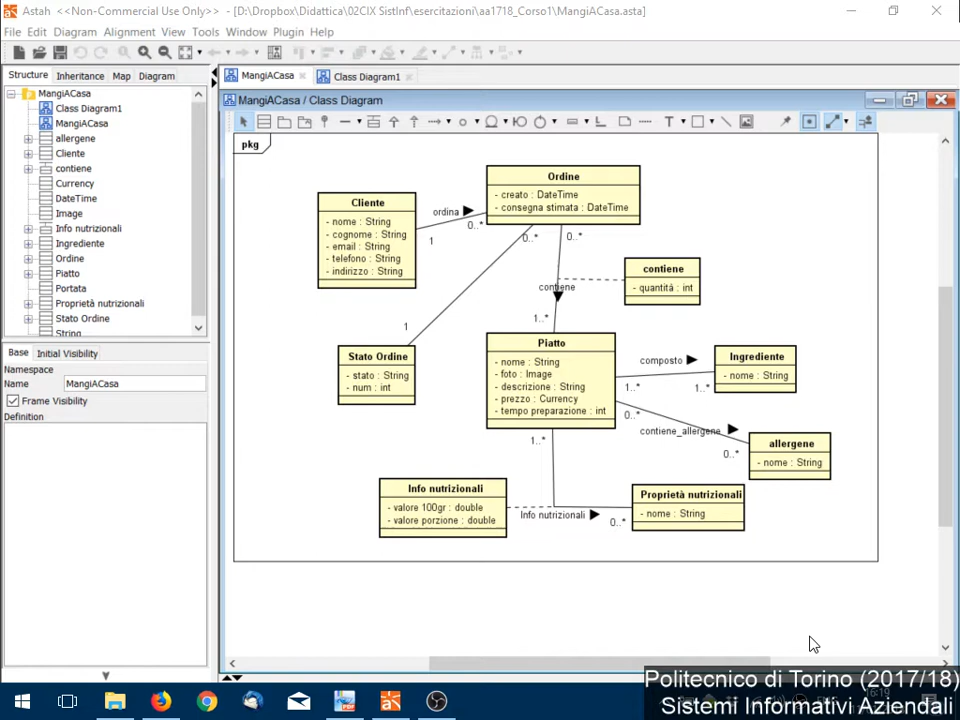 Astah <<Non-Commercial Use Only>> - [D:\Dropbox\Didattica\02CIX SistInf\esercitazioni\aa1718_Corso1\MangiACasa.asta]
File Edit Diagram Alignment View Tools Window Plugin Help
Structure Inheritance Map Diagram
MangiACasa
Class Diagram1
MangiACasa
allergene
Cliente
contiene
Currency
DateTime
Image
Info nutrizionali
Ingrediente
Ordine
Piatto
Portata
Proprietà nutrizionali
Stato Ordine
String
Base Initial Visibility
Namespace
Name MangiACasa
Frame Visibility
Definition
MangiACasa Class Diagram1
MangiACasa / Class Diagram
pkg
Cliente
- nome : String
- cognome : String
- email : String
- telefono : String
- indirizzo : String
ordina
1
0..*
Ordine
- creato : DateTime
- consegna stimata : DateTime
0..*
0..*
contiene
- quantità : int
contiene
1..*
1
Stato Ordine
- stato : String
- num : int
Piatto
- nome : String
- foto : Image
- descrizione : String
- prezzo : Currency
- tempo preparazione : int
composto
1..*
1..*
Ingrediente
- nome : String
0..*
contiene_allergene
0..*
allergene
- nome : String
1..*
Info nutrizionali
- valore 100gr : double
- valore porzione : double
Info nutrizionali
0..*
Proprietà nutrizionali
- nome : String
Politecnico di Torino (2017/18)
Sistemi Informativi Aziendali
16:19